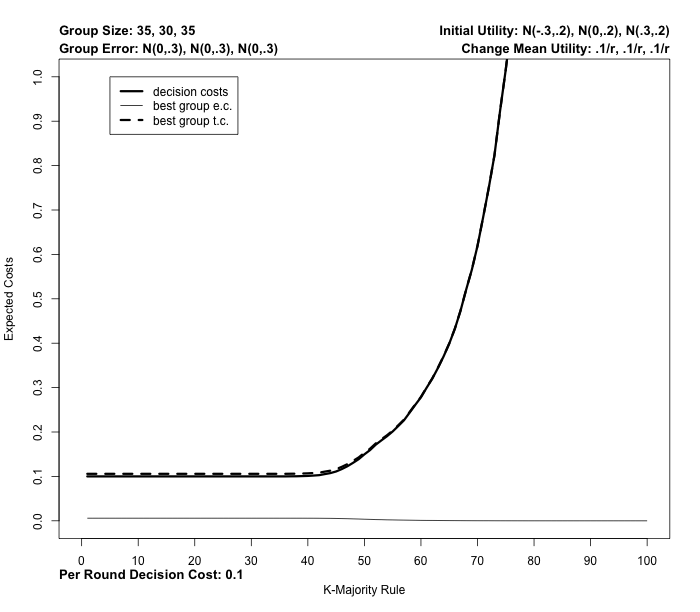 Group Size: 35, 30, 35
Initial Utility: N(-.3,.2), N(0,.2), N(.3,.2)
Group Error: N(0,.3), N(0,.3), N(0,.3)
Change Mean Utility: .1/r, .1/r, .1/r
decision costs
best group e.c.
best group t.c.
Expected Costs
1.0
0.9
0.8
0.7
0.6
0.5
0.4
0.3
0.2
0.1
0.0
0 10 20 30 40 50 60 70 80 90 100
Per Round Decision Cost: 0.1
K-Majority Rule